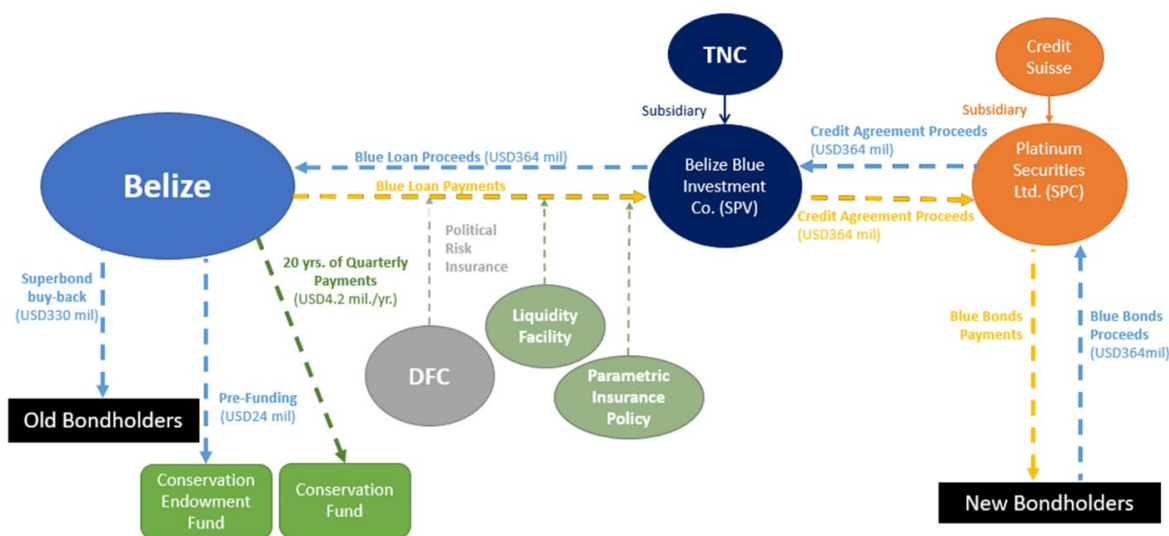 TNC
Credit
Suisse
Subsidiary
Subsidiary
Belize
Blue Loan Proceeds (USD364 mil)
Blue Loan Payments
Belize Blue
Investment
Co. (SPV)
Credit Agreement Proceeds
(USD364 mil)
Credit Agreement Proceeds
(USD364 mil)
Platinum
Securities
Ltd. (SPC)
Superbond
buy-back
(USD330 mil)
Pre-Funding
(USD24 mil)
20 yrs. of Quarterly
Payments
(USD4.2 mil./yr.)
Political
Risk
Insurance
DFC
Liquidity
Facility
Parametric
Insurance
Policy
Blue Bonds
Payments
Blue Bonds
Proceeds
(USD364mil)
Old Bondholders
Conservation
Endowment
Fund
Conservation
Fund
New Bondholders